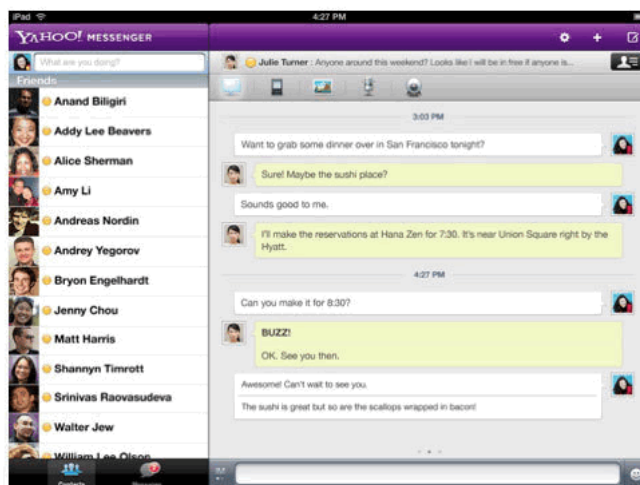 iPad 4:27 PM
YAHOO! MESSENGER
What are you doing?
Julie Turner : Anyone around this weekend? Looks like I will be in free if anyone is...
Friends
Anand Biligiri
Addy Lee Beavers
Alice Sherman
Amy Li
Andreas Nordin
Andrey Yegorov
Bryon Engelhardt
Jenny Chou
Matt Harris
Shannyn Timrott
Srinivas Raovasudeva
Walter Jew
William Lee Olson
Contacts
3:03 PM
Want to grab some dinner over in San Francisco tonight?
Sure! Maybe the sushi place?
Sounds good to me.
I'll make the reservations at Hana Zen for 7:30. It's near Union Square right by the
Hyatt.
4:27 PM
Can you make it for 8:30?
BUZZ!
OK. See you then.
Awesome! Can't wait to see you.
The sushi is great but so are the scallops wrapped in bacon!